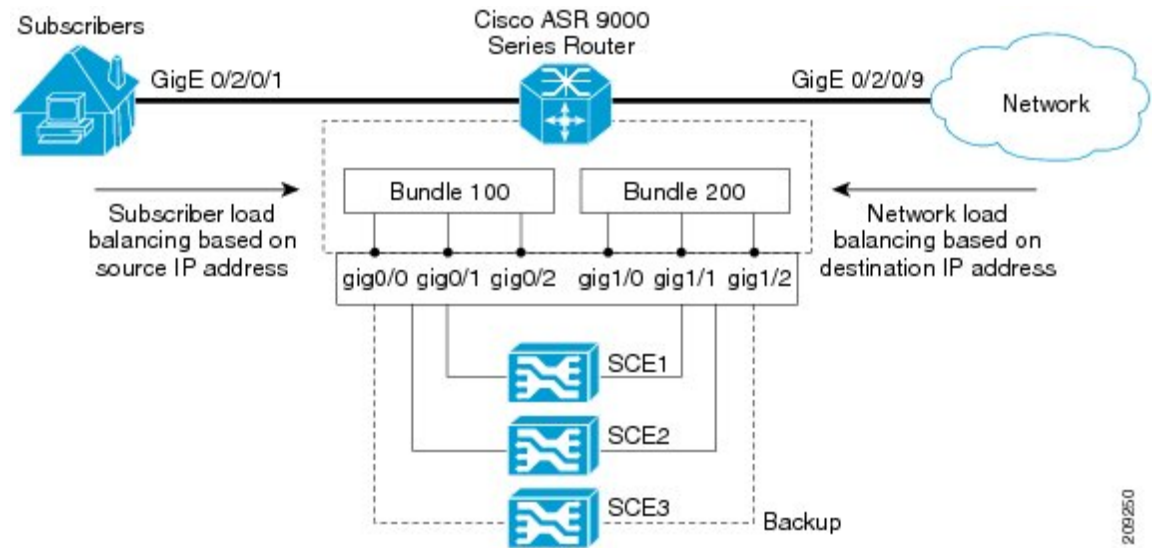 Subscribers
Cisco ASR 9000
Series Router
GigE 0/2/0/1
GigE 0/2/0/9
Network
Bundle 100
Bundle 200
Subscriber load
balancing based on
source IP address
Network load
balancing based on
destination IP address
gig0/0 gig0/1 gig0/2 gig1/0 gig1/1 gig1/2
SCE1
SCE2
SCE3
Backup
209250